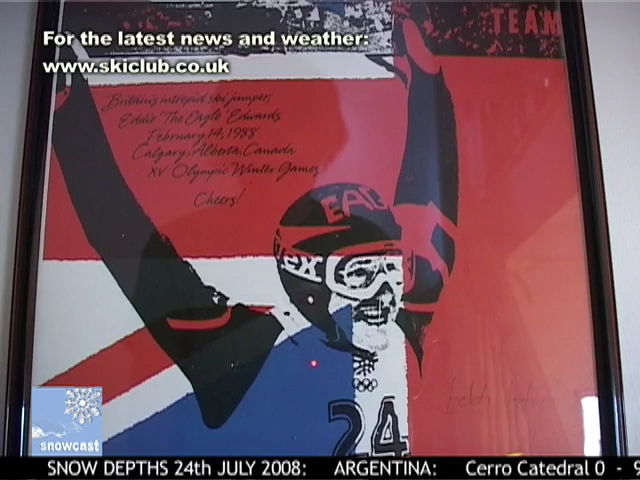 For the latest news and weather:
www.skiclub.co.uk
TEAM
Britain's intrepid ski jumper,
Eddie 'The Eagle' Edwards
February 14, 1988
Calgary, Alberta, Canada
XV Olympic Winter Games
Cheers!
EAG
EX
24
snowcast
SNOW DEPTHS 24th JULY 2008: ARGENTINA: Cerro Catedral 0 - 9